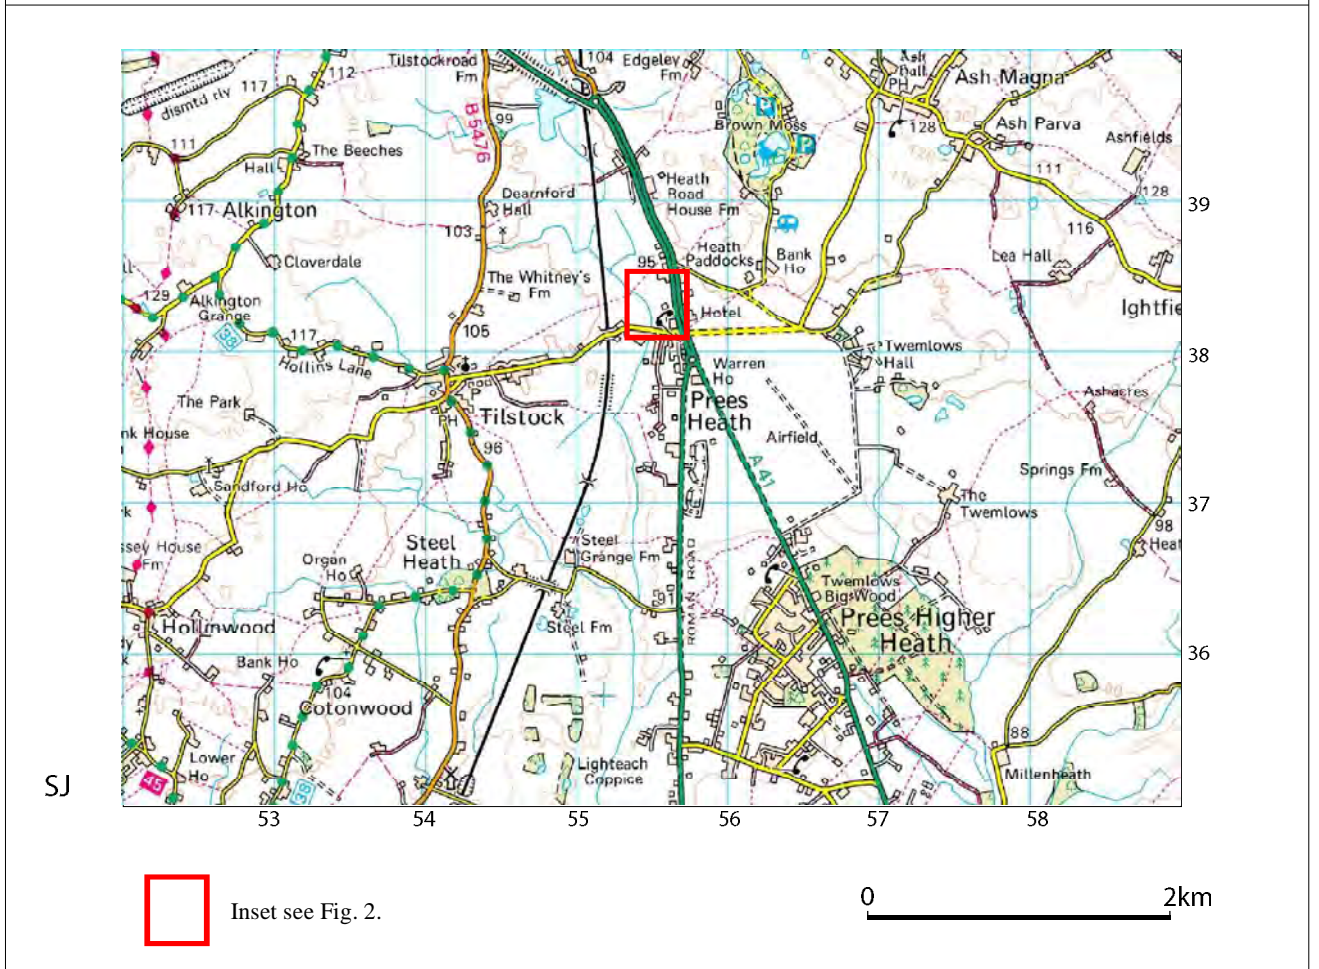 Tilstockroad
Fm
104
Edgeley
Fm
Ash
Hall
PH
Ash Magna
dismtd rly
117
112
B 5476
99
Brown Moss
P
P
128
Ash Parva
Ashfields
111
The Beeches
Hall
111
128
117
Alkington
Dearnford
Hall
Heath
Road
House Fm
39
103
116
Cloverdale
95
Heath
Paddocks
Bank
Ho
Lea Hall
The Whitney's
Fm
129
Alkington
Grange
38
117
105
Hotel
Ightfie
Hollins Lane
Twemlows
Hall
38
Warren
Ho
The Park
P
PH
Tilstock
Prees
Heath
Ashacres
nk House
96
Airfield
A 41
Sandford Ho
Springs Fm
The
Twemlows
37
98
ssey House
Fm
Organ
Ho
Steel
Heath
Steel
Grange Fm
ROMAN ROAD
Heat
Twemlows
Big Wood
91
Hollinwood
Steel Fm
Prees Higher
Heath
36
Bank Ho
104
Cotonwood
90
88
Lower
Ho
45
38
Lighteach
Coppice
88
Millenheath
SJ
53
54
55
56
57
58
Inset see Fig. 2.
0
2km